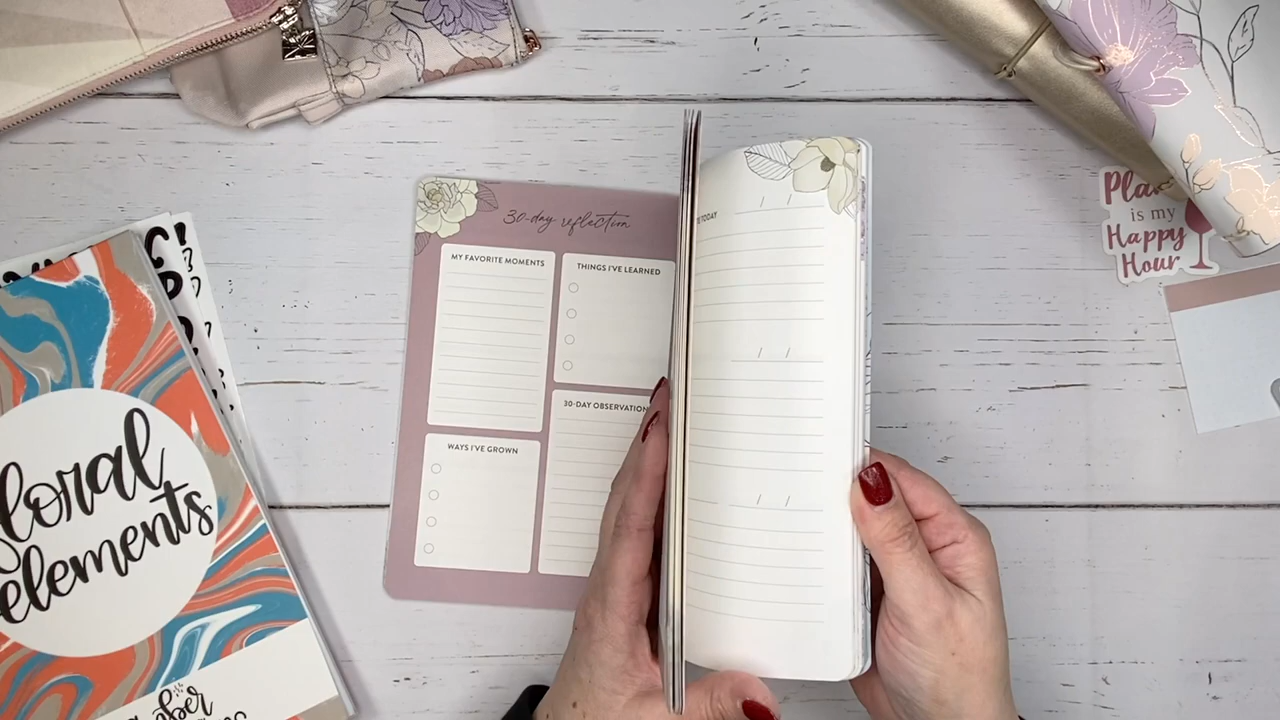 30-day reflection
MY FAVORITE MOMENTS
THINGS I'VE LEARNED
WAYS I'VE GROWN
30-DAY OBSERVATION
TODAY
/ /
/ /
/ /
Plan
is my
Happy
Hour
floral
elements